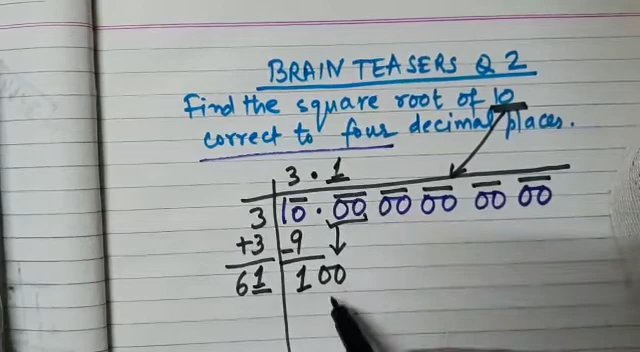 BRAIN TEASERS Q 2
Find the square root of 10
correct to four decimal places.
3 . 1
3 10 . 00 00 00 00 00
+3 -9
61 100